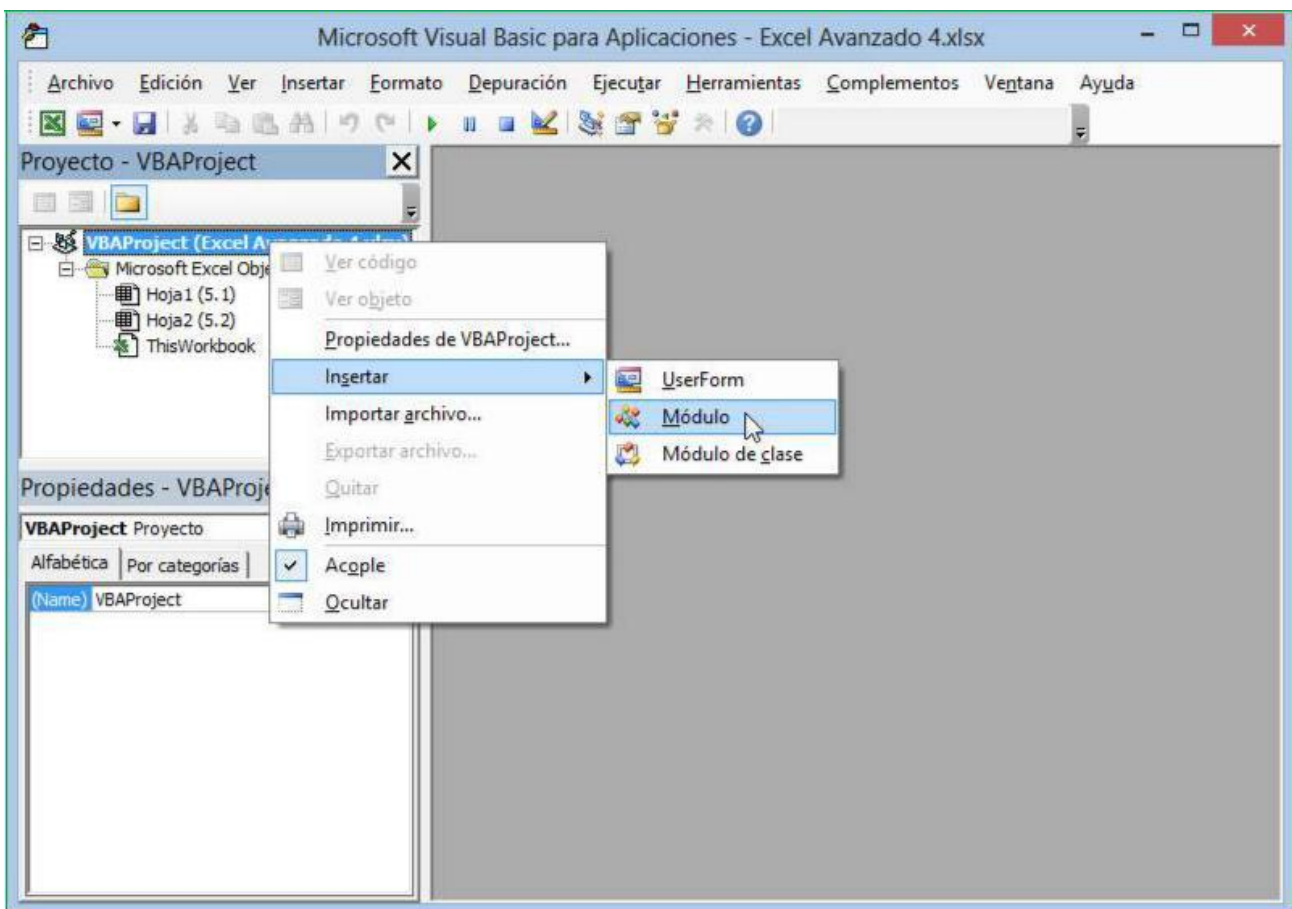 Microsoft Visual Basic para Aplicaciones - Excel Avanzado 4.xlsx
Archivo Edición Ver Insertar Formato Depuración Ejecutar Herramientas Complementos Ventana Ayuda
Proyecto - VBAProject
VBAProject (Excel
Microsoft Excel
Hoja1 (5.1)
Hoja2 (5.2)
ThisWorkbook
Ver código
Ver objeto
Propiedades de VBAProject...
Insertar
Importar archivo...
Exportar archivo...
Quitar
Imprimir...
Acople
Ocultar
UserForm
Módulo
Módulo de clase
Propiedades -
VBAProject Proyecto
Alfabética Por categorías
(Name) VBAProject